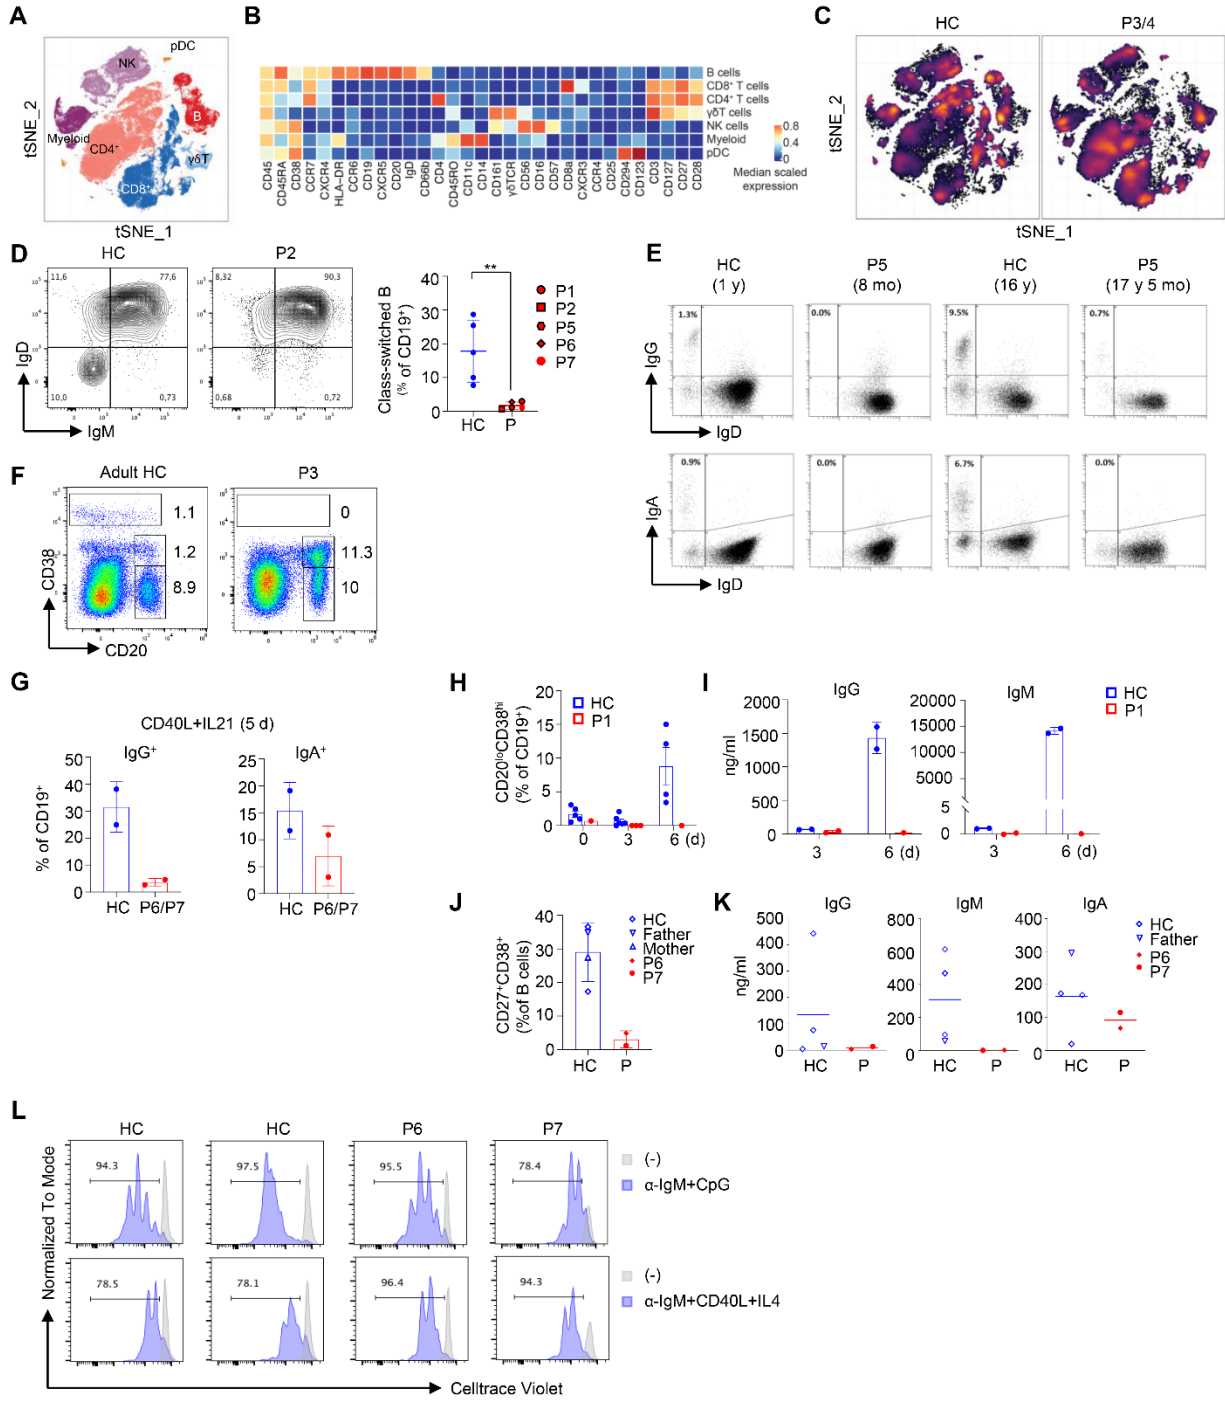 A
tSNE_2
tSNE_1
NK
pDC
B
Myeloid
CD4⁺
γδT
CD8⁺
B
B cells
CD8⁺ T cells
CD4⁺ T cells
γδT cells
NK cells
Myeloid
pDC
CD45
CD45RA
CD38
CCR7
CXCR4
HLA-DR
CCR6
CD19
CXCR5
CD20
IgD
CD66b
CD4
CD45RO
CD11c
CD14
CD161
γδTCR
CD56
CD16
CD57
CD8a
CXCR3
CCR4
CD25
CD294
CD123
CD3
CD127
CD27
CD28
0.8
0.4
0
Median scaled
expression
C
HC
P3/4
tSNE_2
tSNE_1
D
HC
P2
11,6
77,6
10,0
0,73
8,32
90,3
0,68
0,72
IgD
IgM
Class-switched B
(% of CD19⁺)
40
30
20
10
0
**
HC
P
P1
P2
P5
P6
P7
E
HC
(1 y)
P5
(8 mo)
HC
(16 y)
P5
(17 y 5 mo)
1.3%
0.0%
9.5%
0.7%
IgG
IgD
0.9%
0.0%
6.7%
0.0%
IgA
IgD
F
Adult HC
P3
1.1
1.2
8.9
0
11.3
10
CD38
CD20
G
CD40L+IL21 (5 d)
IgG⁺
IgA⁺
% of CD19⁺
50
40
30
20
10
0
HC
P6/P7
25
20
15
10
5
0
HC
P6/P7
H
CD20ˡᵒCD38ʰⁱ
(% of CD19⁺)
20
15
10
5
0
HC
P1
0
3
6
(d)
I
IgG
IgM
HC
P1
ng/ml
2000
1500
1000
500
0
3
6
(d)
20000
15000
10000
5000
5
0
3
6
(d)
J
CD27⁺CD38⁺
(%of B cells)
40
30
20
10
0
HC
P
HC
Father
Mother
P6
P7
K
IgG
IgM
IgA
ng/ml
500
400
300
200
100
0
HC
P
800
600
400
200
0
HC
P
400
300
200
100
0
HC
P
HC
Father
P6
P7
L
HC
HC
P6
P7
94.3
97.5
95.5
78.4
(-)
α-IgM+CpG
78.5
78.1
96.4
94.3
(-)
α-IgM+CD40L+IL4
Normalized To Mode
Celltrace Violet